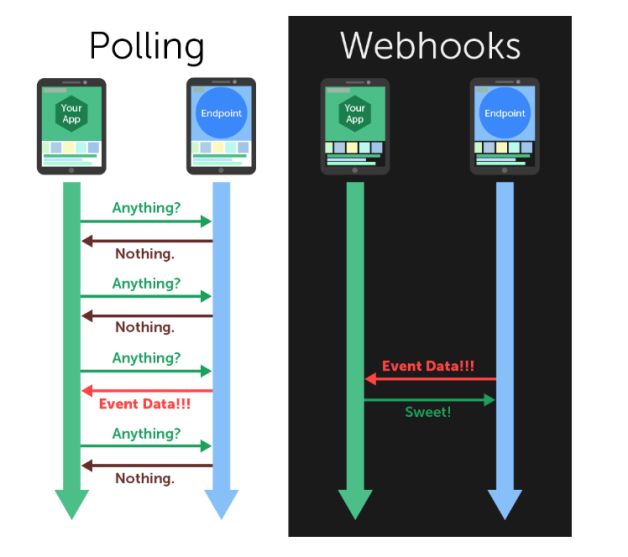 Polling
Your
App
Endpoint
Anything?
Nothing.
Anything?
Nothing.
Anything?
Event Data!!!
Anything?
Nothing.
Webhooks
Your
App
Endpoint
Event Data!!!
Sweet!